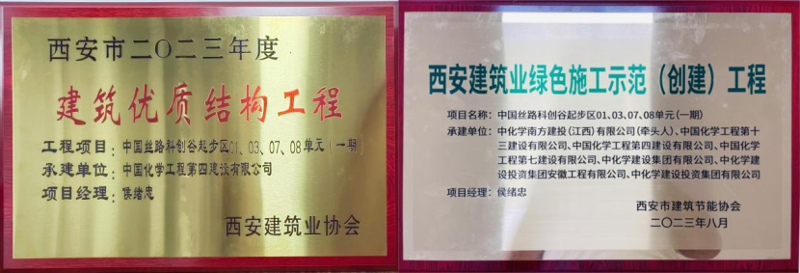 西安市二〇二三年度
建筑优质结构工程
工程项目：中国丝路科创谷起步区01、03、07、08单元（一期）
承建单位：中国化学工程第四建设有限公司
项目经理：侯绪忠
西安建筑业协会
西安建筑业绿色施工示范（创建）工程
项目名称：中国丝路科创谷起步区01、03、07、08单元(一期)
承建单位：中化学南方建投(江西)有限公司(牵头人)、中国化学工程第十
三建设有限公司、中国化学工程第四建设有限公司、中国化学
工程第七建设有限公司、中化学建设集团有限公司、中化学建
设投资集团安徽工程有限公司、中化学建设投资集团有限公司
项目经理：侯绪忠
西安市建筑节能协会
二〇二三年八月